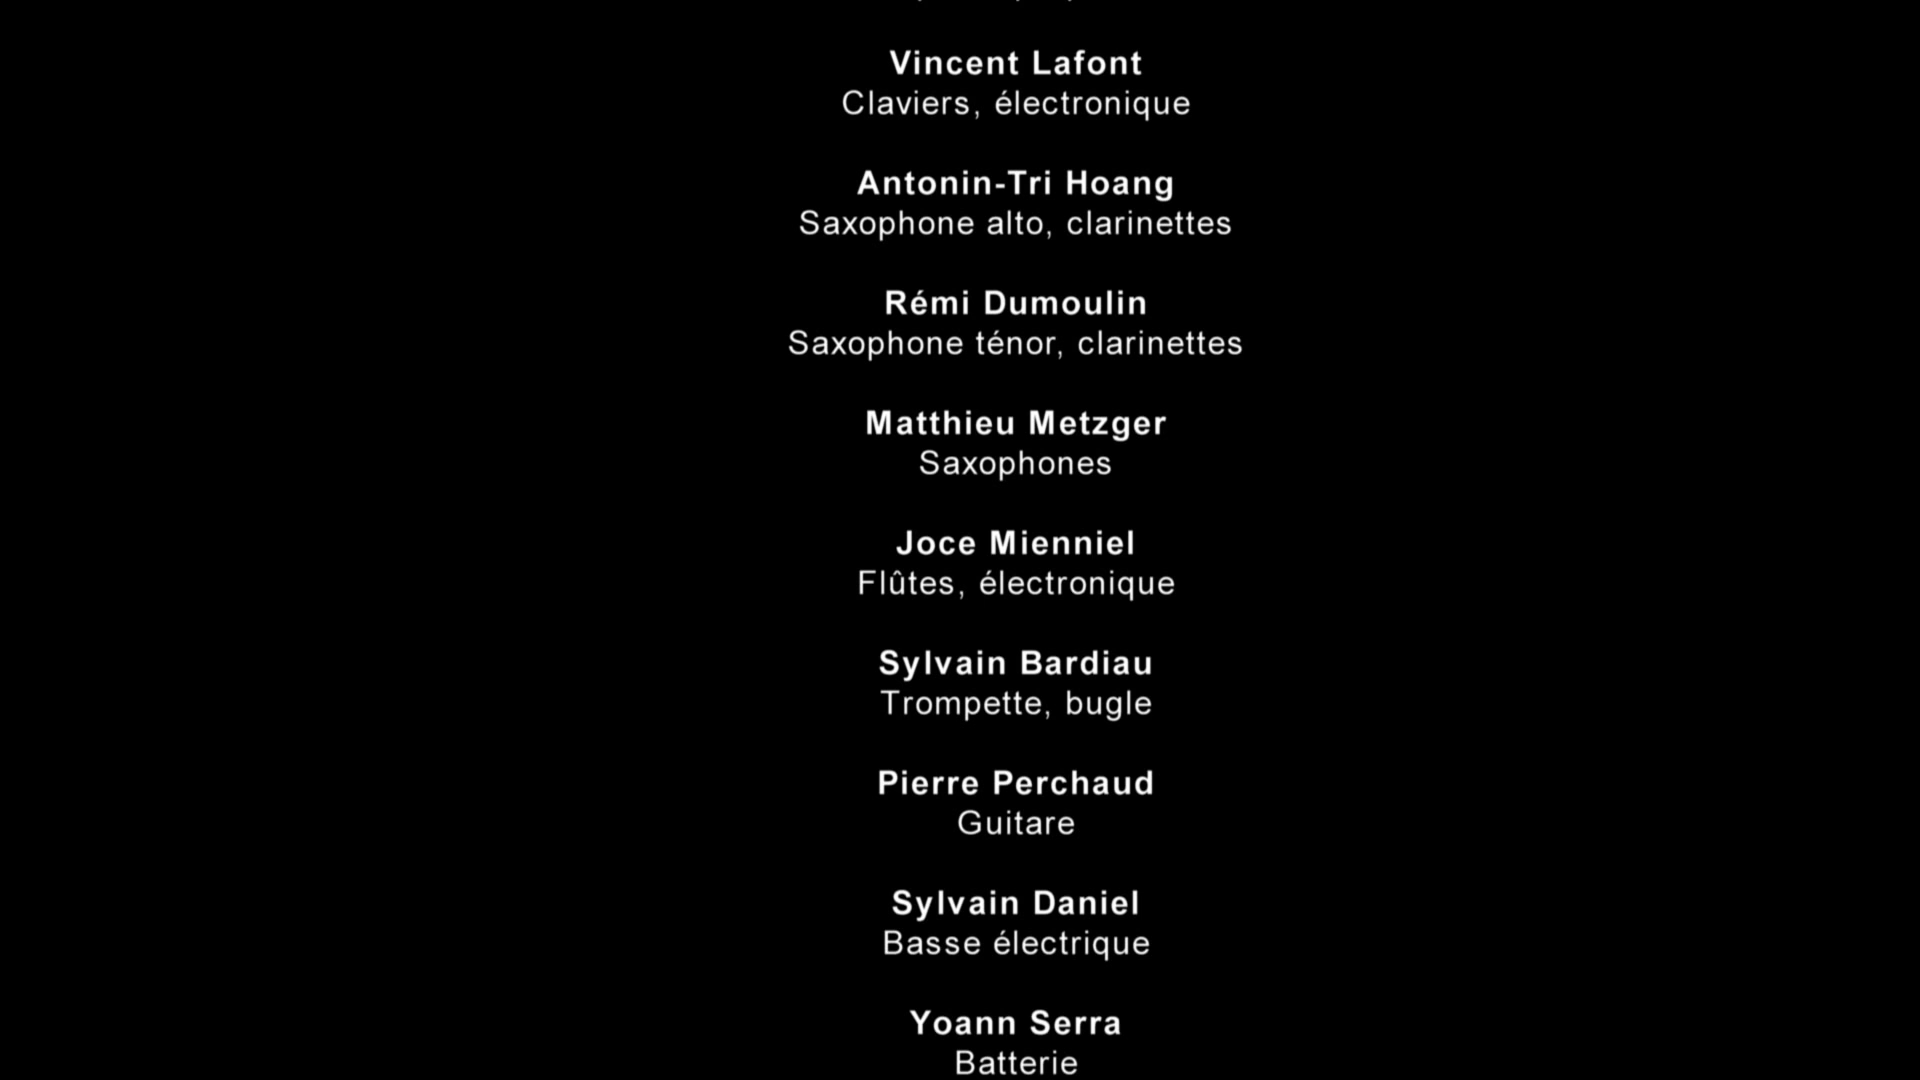 Vincent Lafont
Claviers, électronique
Antonin-Tri Hoang
Saxophone alto, clarinettes
Rémi Dumoulin
Saxophone ténor, clarinettes
Matthieu Metzger
Saxophones
Joce Mienniel
Flûtes, électronique
Sylvain Bardiau
Trompette, bugle
Pierre Perchaud
Guitare
Sylvain Daniel
Basse électrique
Yoann Serra
Batterie